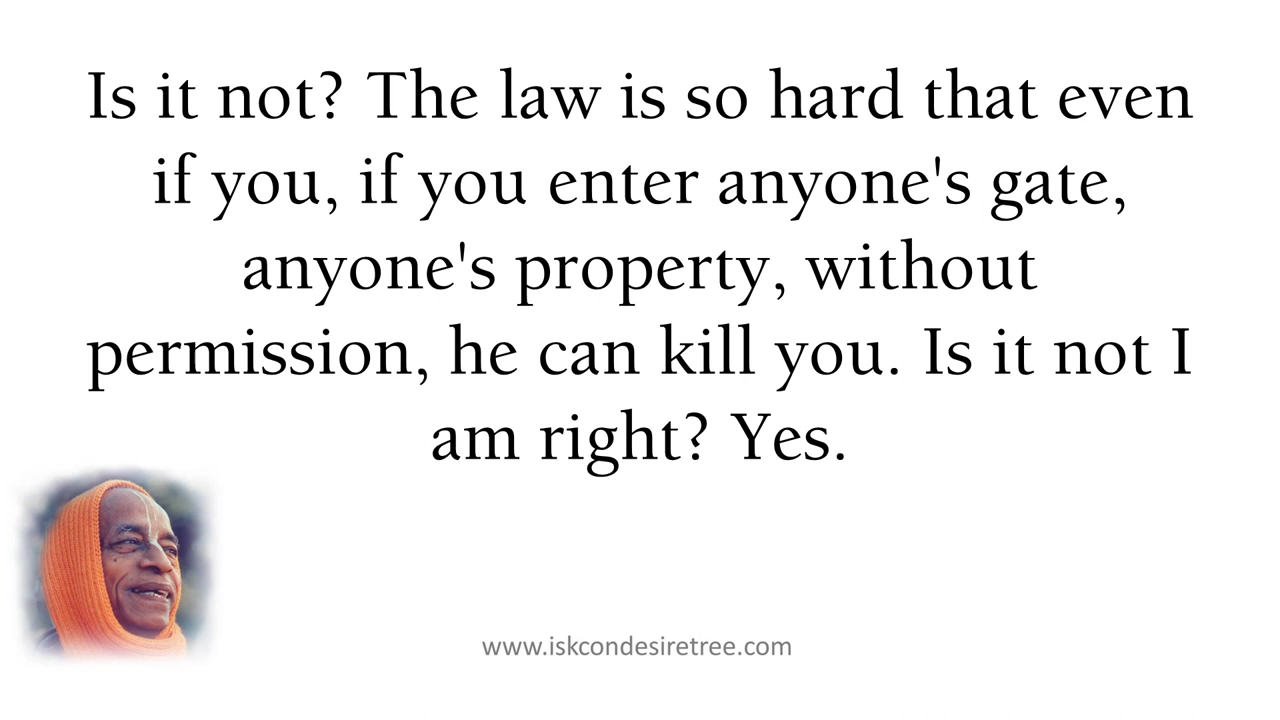 Is it not? The law is so hard that even
if you, if you enter anyone's gate,
anyone's property, without
permission, he can kill you. Is it not I
am right? Yes.
www.iskcondesiretree.com